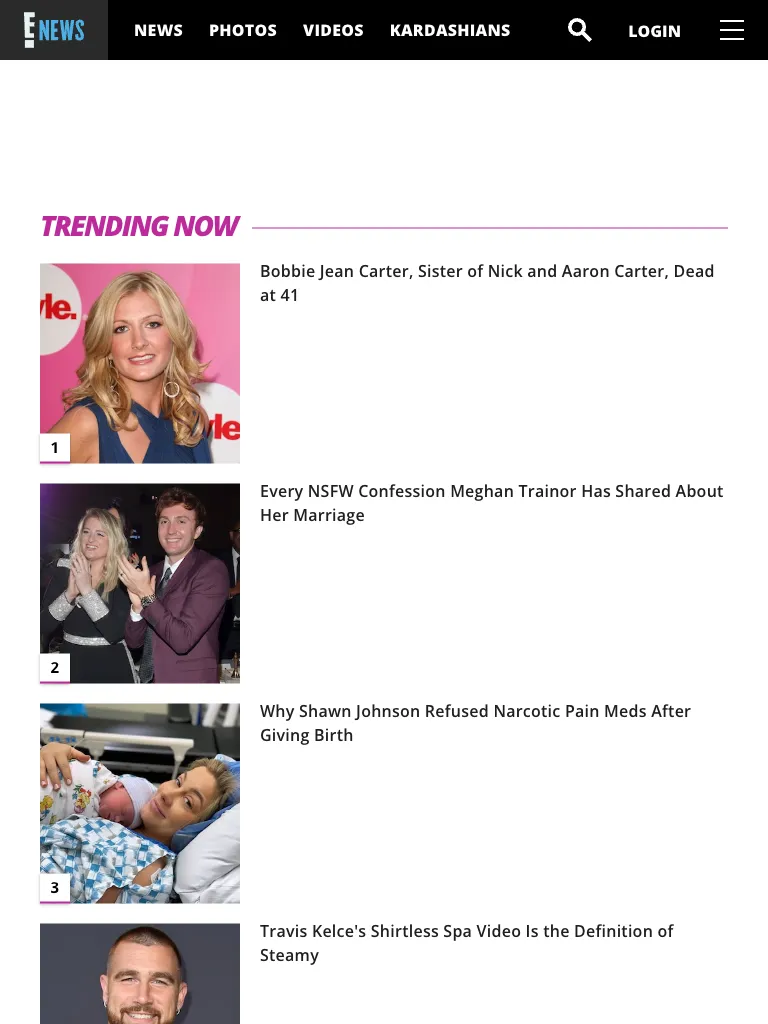 E! NEWS
NEWS PHOTOS VIDEOS KARDASHIANS LOGIN
TRENDING NOW
Bobbie Jean Carter, Sister of Nick and Aaron Carter, Dead
at 41
yle.
yle
1
Every NSFW Confession Meghan Trainor Has Shared About
Her Marriage
2
Why Shawn Johnson Refused Narcotic Pain Meds After
Giving Birth
3
Travis Kelce's Shirtless Spa Video Is the Definition of
Steamy